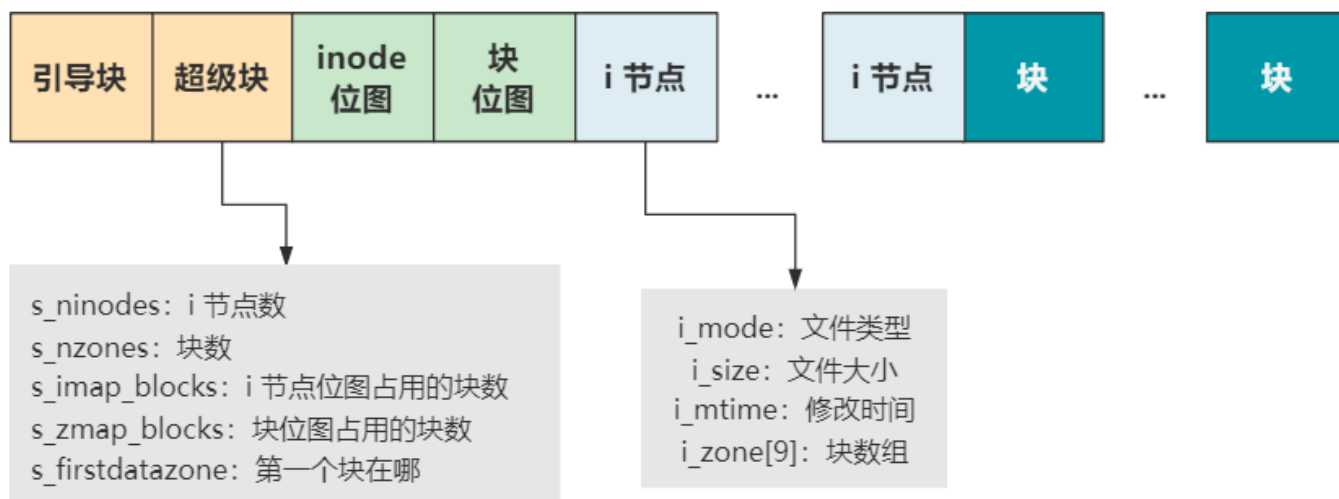 引导块
超级块
inode
位图
块
位图
i 节点
...
i 节点
块
...
块
s_ninodes：i 节点数
s_nzones：块数
s_imap_blocks：i 节点位图占用的块数
s_zmap_blocks：块位图占用的块数
s_firstdatazone：第一个块在哪
i_mode：文件类型
i_size：文件大小
i_mtime：修改时间
i_zone[9]：块数组